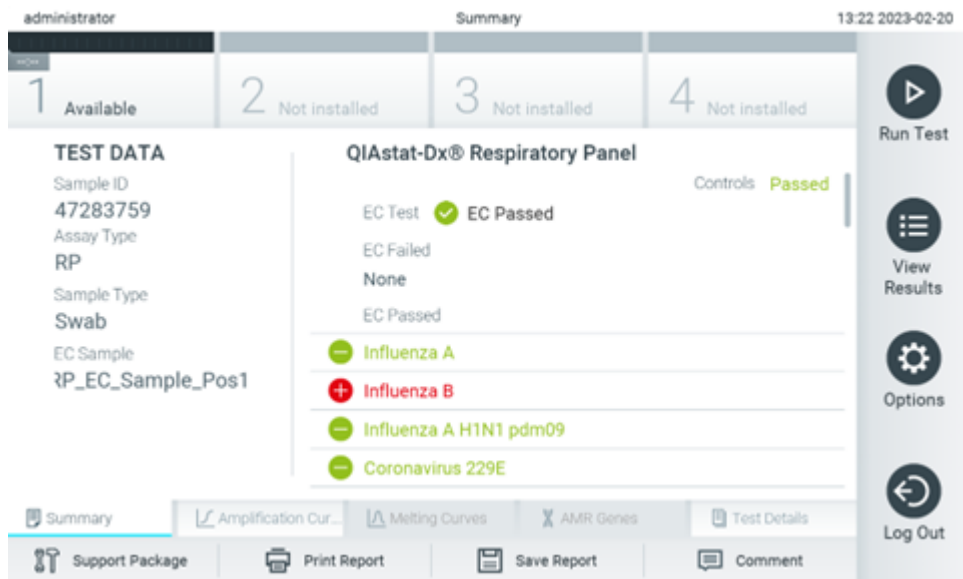 administrator Summary 13:22 2023-02-20
1 Available 2 Not installed 3 Not installed 4 Not installed
Run Test
TEST DATA
Sample ID
47283759
Assay Type
RP
Sample Type
Swab
EC Sample
RP_EC_Sample_Pos1
QIAstat-Dx® Respiratory Panel
Controls Passed
EC Test EC Passed
EC Failed
None
EC Passed
Influenza A
Influenza B
Influenza A H1N1 pdm09
Coronavirus 229E
View
Results
Options
Log Out
Summary Amplification Cur... Melting Curves AMR Genes Test Details
Support Package Print Report Save Report Comment